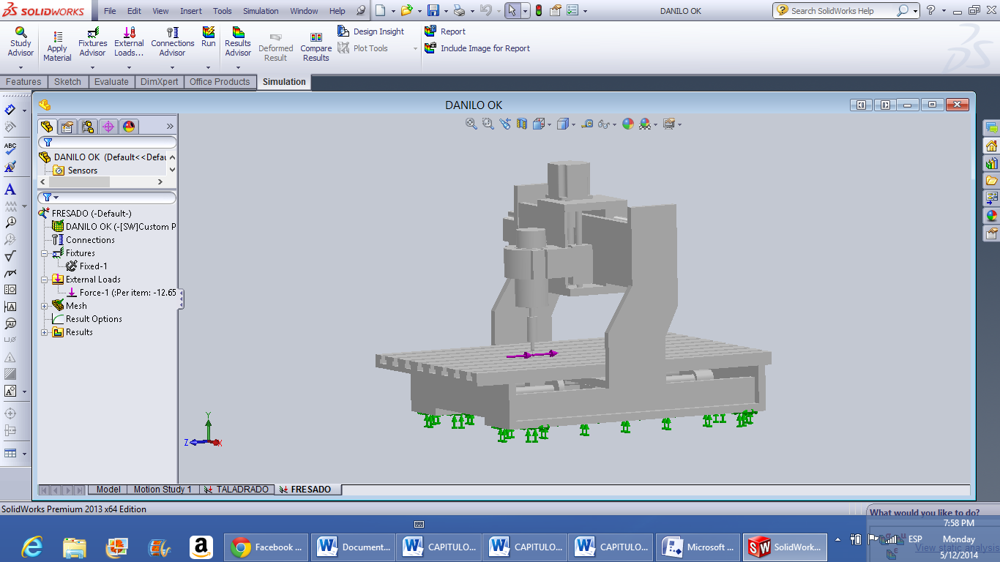 SOLIDWORKS File Edit View Insert Tools Simulation Window Help DANILO OK Search SolidWorks Help
Study Advisor
Apply Material
Fixtures Advisor
External Loads...
Connections Advisor
Run
Results Advisor
Deformed Result
Compare Results
Design Insight
Plot Tools
Report
Include Image for Report
Features Sketch Evaluate DimXpert Office Products Simulation
DANILO OK
ABC
DANILO OK (Default<<Defau
Sensors
FRESADO (-Default-)
DANILO OK (-[SW]Custom P
Connections
Fixtures
Fixed-1
External Loads
Force-1 (:Per item: -12.65
Mesh
Result Options
Results
Y
Z
X
Model Motion Study 1 TALADRADO FRESADO
SolidWorks Premium 2013 x64 Edition
What would you like to do?
Facebook ... Document... CAPITULO... CAPITULO... CAPITULO... Microsoft ... SolidWork... ESP
7:58 PM
Monday
5/12/2014
View static analysis